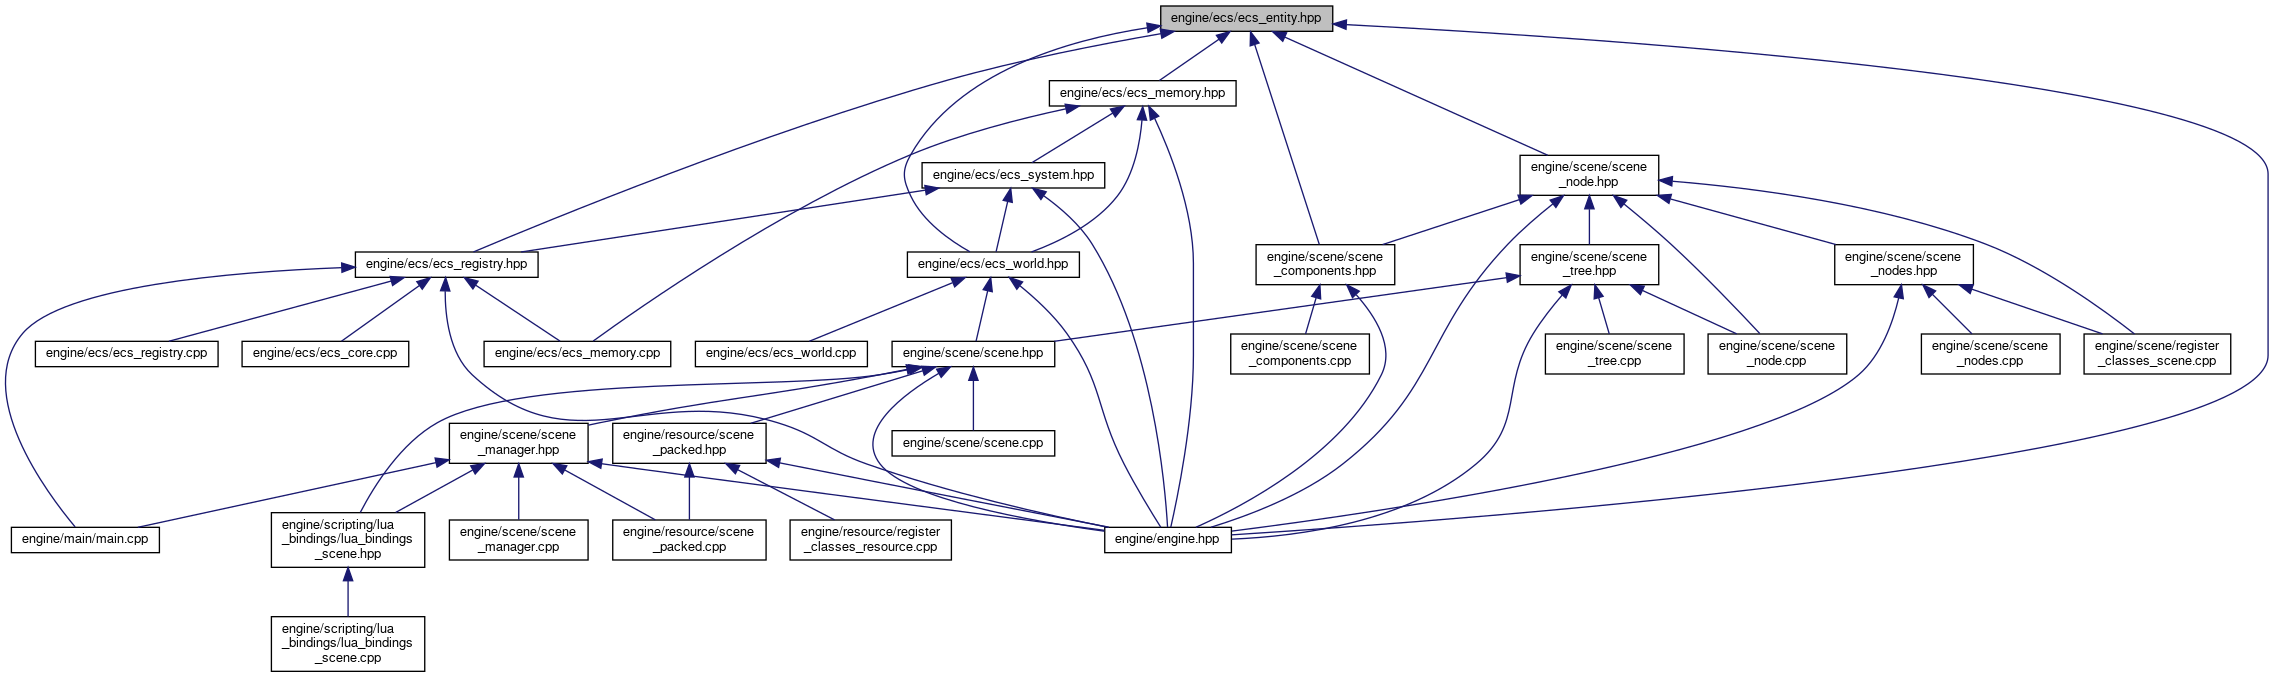 engine/ecs/ecs_entity.hpp
engine/ecs/ecs_memory.hpp
engine/ecs/ecs_system.hpp
engine/scene/scene
_node.hpp
engine/ecs/ecs_registry.hpp
engine/ecs/ecs_world.hpp
engine/scene/scene
_components.hpp
engine/scene/scene
_tree.hpp
engine/scene/scene
_nodes.hpp
engine/ecs/ecs_registry.cpp
engine/ecs/ecs_core.cpp
engine/ecs/ecs_memory.cpp
engine/ecs/ecs_world.cpp
engine/scene/scene.hpp
engine/scene/scene
_components.cpp
engine/scene/scene
_tree.cpp
engine/scene/scene
_node.cpp
engine/scene/scene
_nodes.cpp
engine/scene/register
_classes_scene.cpp
engine/scene/scene
_manager.hpp
engine/resource/scene
_packed.hpp
engine/scene/scene.cpp
engine/main/main.cpp
engine/scripting/lua
_bindings/lua_bindings
_scene.hpp
engine/scene/scene
_manager.cpp
engine/resource/scene
_packed.cpp
engine/resource/register
_classes_resource.cpp
engine/engine.hpp
engine/scripting/lua
_bindings/lua_bindings
_scene.cpp